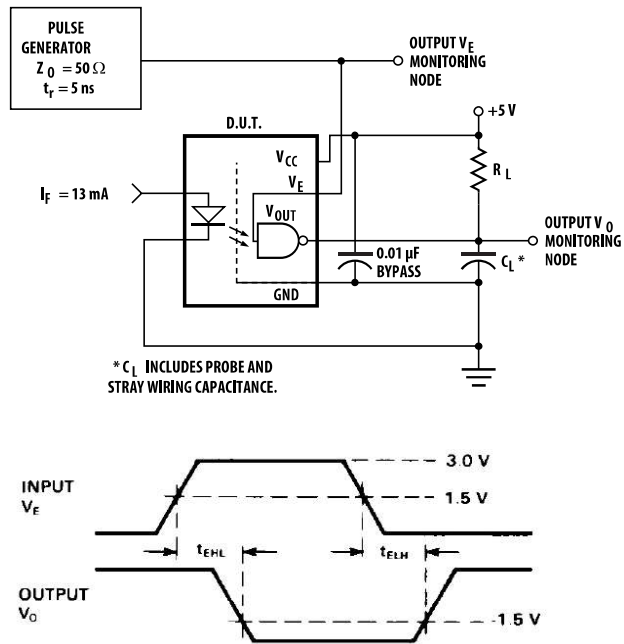 PULSE
GENERATOR
Z0 = 50 Ω
tr = 5 ns
OUTPUT VE
MONITORING
NODE
+5 V
D.U.T.
VCC
RL
VE
IF = 13 mA
VOUT
OUTPUT VO
MONITORING
NODE
0.01 µF
BYPASS
CL*
GND
* CL INCLUDES PROBE AND
STRAY WIRING CAPACITANCE.
3.0 V
INPUT
VE
1.5 V
tEHL
tELH
OUTPUT
VO
1.5 V